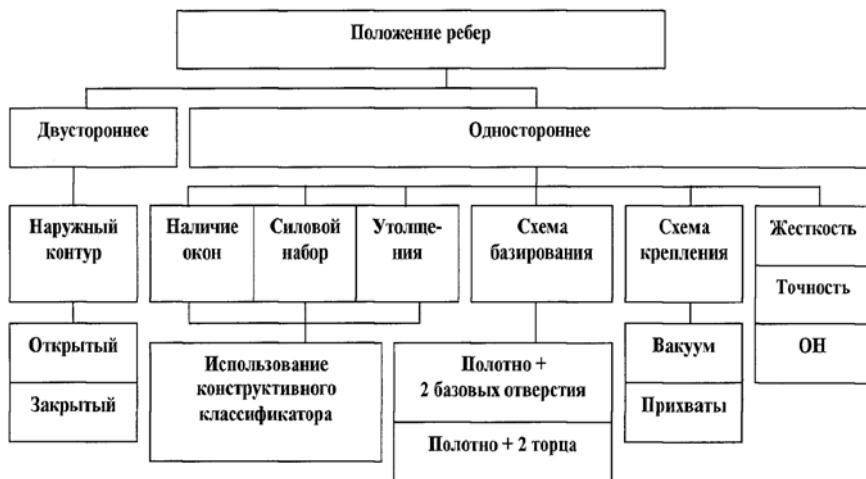 Положение ребер
Двустороннее
Одностороннее
Наружный
контур
Наличие
окон
Силовой
набор
Утолще-
ния
Схема
базирования
Схема
крепления
Жесткость
Точность
ОН
Открытый
Закрытый
Использование
конструктивного
классификатора
Полотно +
2 базовых отверстия
Полотно + 2 торца
Вакуум
Прихваты